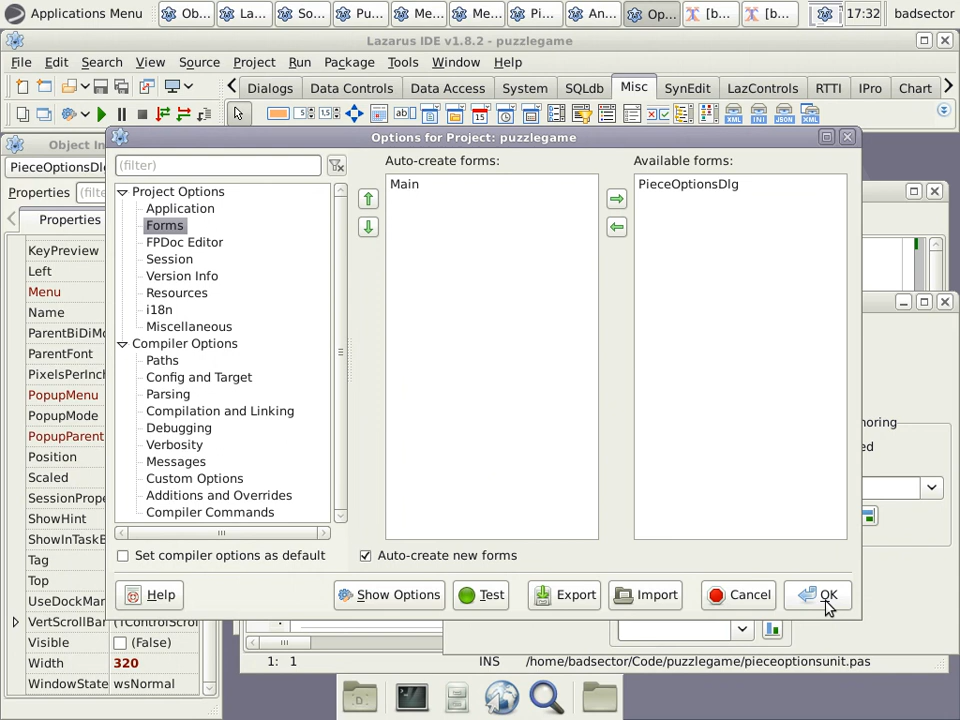 Applications Menu
Ob...
La...
So...
Pu...
Me...
Me...
Pi...
An...
Op...
[b...
[b...
17:32
badsector
Lazarus IDE v1.8.2 - puzzlegame
File Edit Search View Source Project Run Package Tools Window Help
Dialogs Data Controls Data Access System SQLdb Misc SynEdit LazControls RTTI IPro Chart
Object In
PieceOptionsDl
Properties (filte
Properties
KeyPreview
Left
Menu
Name
ParentBiDiMo
ParentFont
PixelsPerInch
PopupMenu
PopupMode
PopupParent
Position
Scaled
SessionPrope
ShowHint
ShowInTaskB
Tag
Top
UseDockMan
VertScrollBar (TControlScrol
Visible (False)
Width 320
WindowState wsNormal
Options for Project: puzzlegame
(filter)
Project Options
Application
Forms
FPDoc Editor
Session
Version Info
Resources
i18n
Miscellaneous
Compiler Options
Paths
Config and Target
Parsing
Compilation and Linking
Debugging
Verbosity
Messages
Custom Options
Additions and Overrides
Compiler Commands
Set compiler options as default
Auto-create forms:
Main
Available forms:
PieceOptionsDlg
Auto-create new forms
Help Show Options Test Export Import Cancel OK
horing
ed
1: 1 INS /home/badsector/Code/puzzlegame/pieceoptionsunit.pas